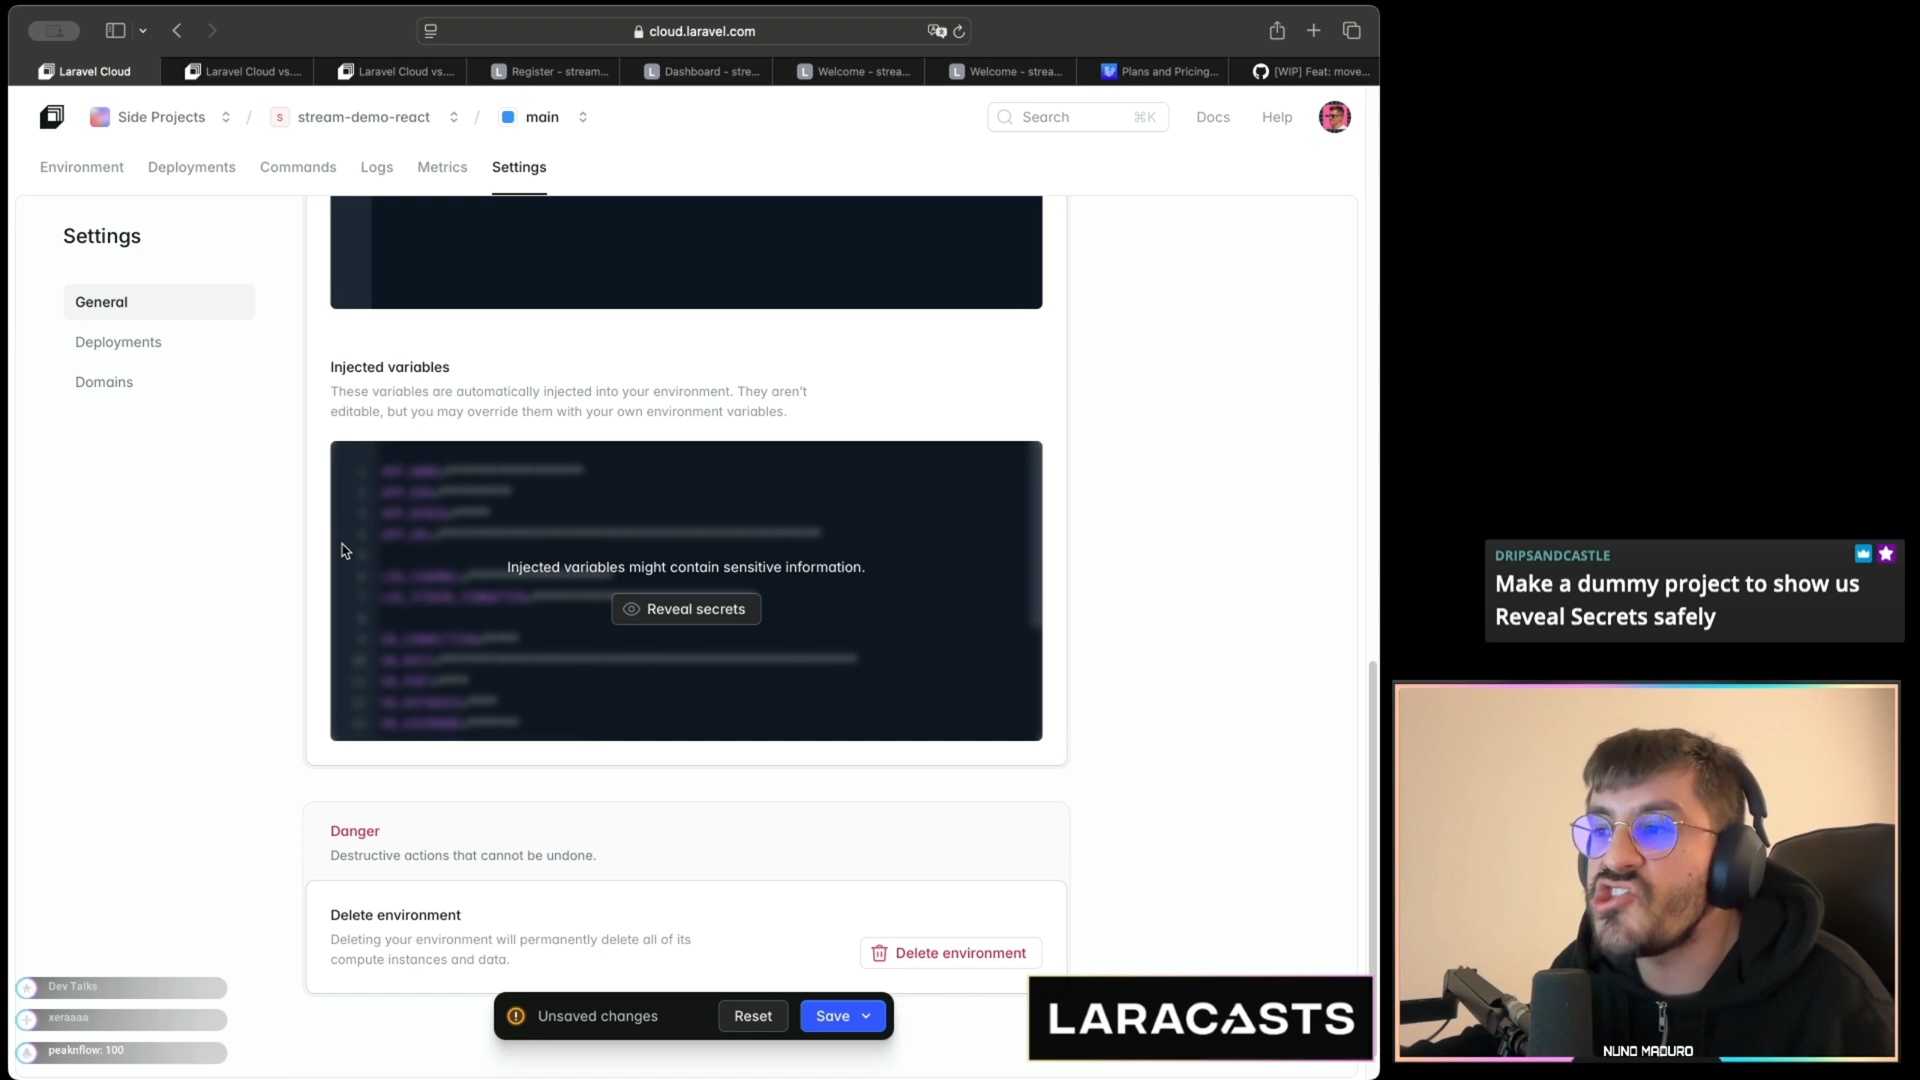 cloud.laravel.com
Laravel Cloud
Laravel Cloud vs....
Laravel Cloud vs....
Register - stream...
Dashboard - stre...
Welcome - strea...
Welcome - strea...
Plans and Pricing...
[WIP] Feat: move...
Side Projects / S stream-demo-react / main
Search ⌘K
Docs
Help
Environment
Deployments
Commands
Logs
Metrics
Settings
Settings
General
Deployments
Domains
Injected variables
These variables are automatically injected into your environment. They aren't
editable, but you may override them with your own environment variables.
Injected variables might contain sensitive information.
Reveal secrets
Danger
Destructive actions that cannot be undone.
Delete environment
Deleting your environment will permanently delete all of its
compute instances and data.
Delete environment
Unsaved changes
Reset
Save
Dev Talks
xeraaaa
peaknflow: 100
LARACASTS
DRIPSANDCASTLE
Make a dummy project to show us
Reveal Secrets safely
NUNO MADURO